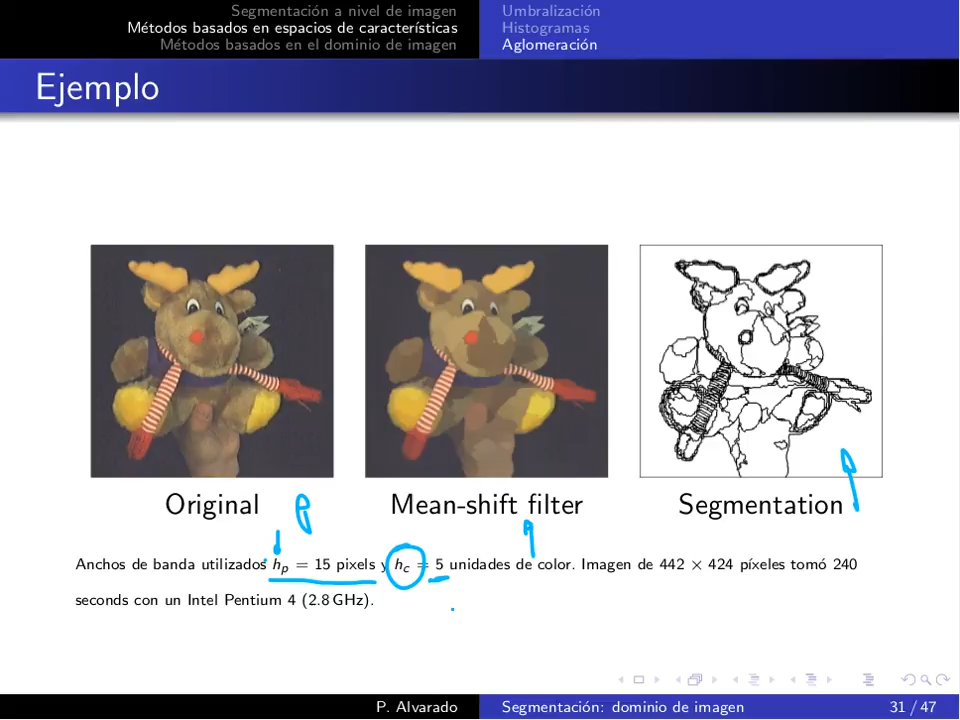 Segmentación a nivel de imagen
Métodos basados en espacios de características
Métodos basados en el dominio de imagen
Umbralización
Histogramas
Aglomeración
Ejemplo
Original
Mean-shift filter
Segmentation
Anchos de banda utilizados hₚ = 15 pixels y h_c = 5 unidades de color. Imagen de 442 × 424 píxeles tomó 240
seconds con un Intel Pentium 4 (2.8 GHz).
P. Alvarado
Segmentación: dominio de imagen
31 / 47